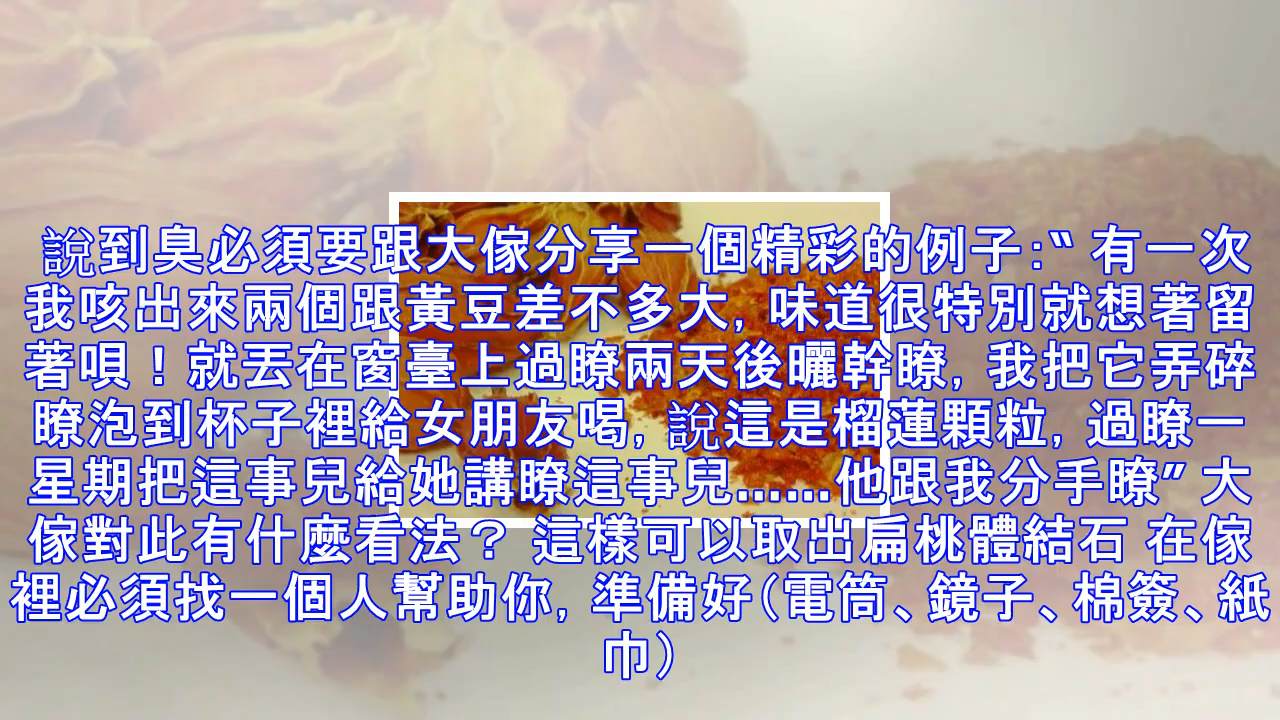 說到臭必須要跟大傢分享一個精彩的例子:“ 有一次
我咳出來兩個跟黃豆差不多大, 味道很特別就想著留
著唄！就丟在窗臺上過瞭兩天後曬幹瞭, 我把它弄碎
瞭泡到杯子裡給女朋友喝, 說這是榴蓮顆粒, 過瞭一
星期把這事兒給她講瞭這事兒……他跟我分手瞭” 大
傢對此有什麼看法？ 這樣可以取出扁桃體結石 在傢
裡必須找一個人幫助你, 準備好(電筒、鏡子、棉簽、紙
巾)